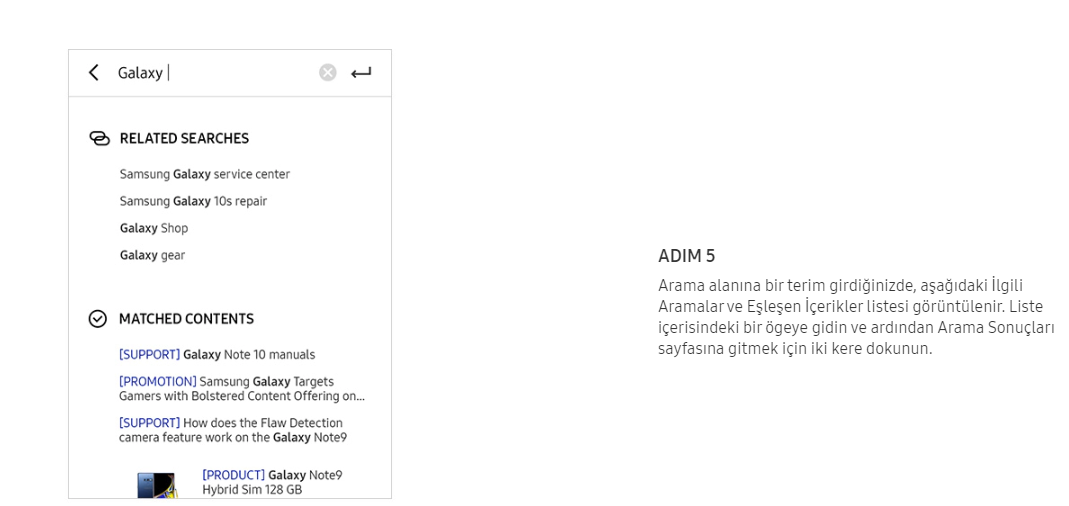 Galaxy
RELATED SEARCHES
Samsung Galaxy service center
Samsung Galaxy 10s repair
Galaxy Shop
Galaxy gear
MATCHED CONTENTS
[SUPPORT] Galaxy Note 10 manuals
[PROMOTION] Samsung Galaxy Targets
Gamers with Bolstered Content Offering on...
[SUPPORT] How does the Flaw Detection
camera feature work on the Galaxy Note9
[PRODUCT] Galaxy Note9
Hybrid Sim 128 GB
ADIM 5
Arama alanına bir terim girdiğinizde, aşağıdaki İlgili
Aramalar ve Eşleşen İçerikler listesi görüntülenir. Liste
içerisindeki bir ögeye gidin ve ardından Arama Sonuçları
sayfasına gitmek için iki kere dokunun.